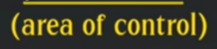 (area of control)